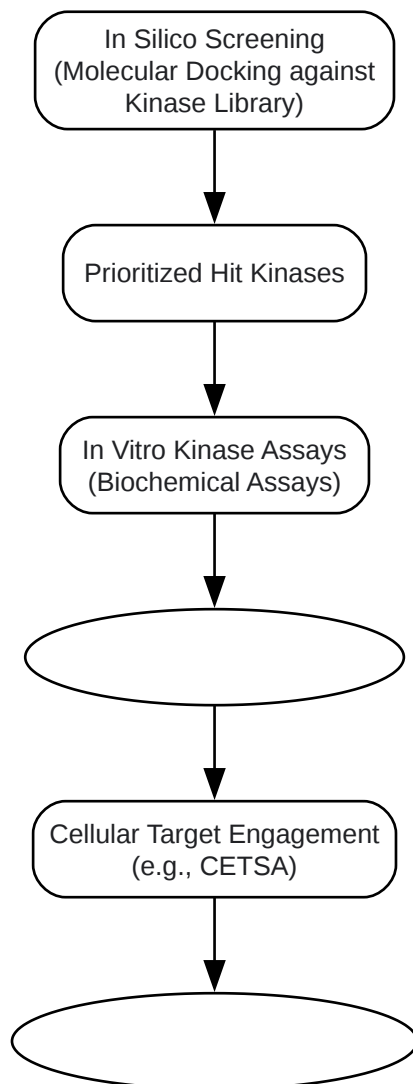 In Silico Screening
(Molecular Docking against
Kinase Library)
Prioritized Hit Kinases
In Vitro Kinase Assays
(Biochemical Assays)
Cellular Target Engagement
(e.g., CETSA)